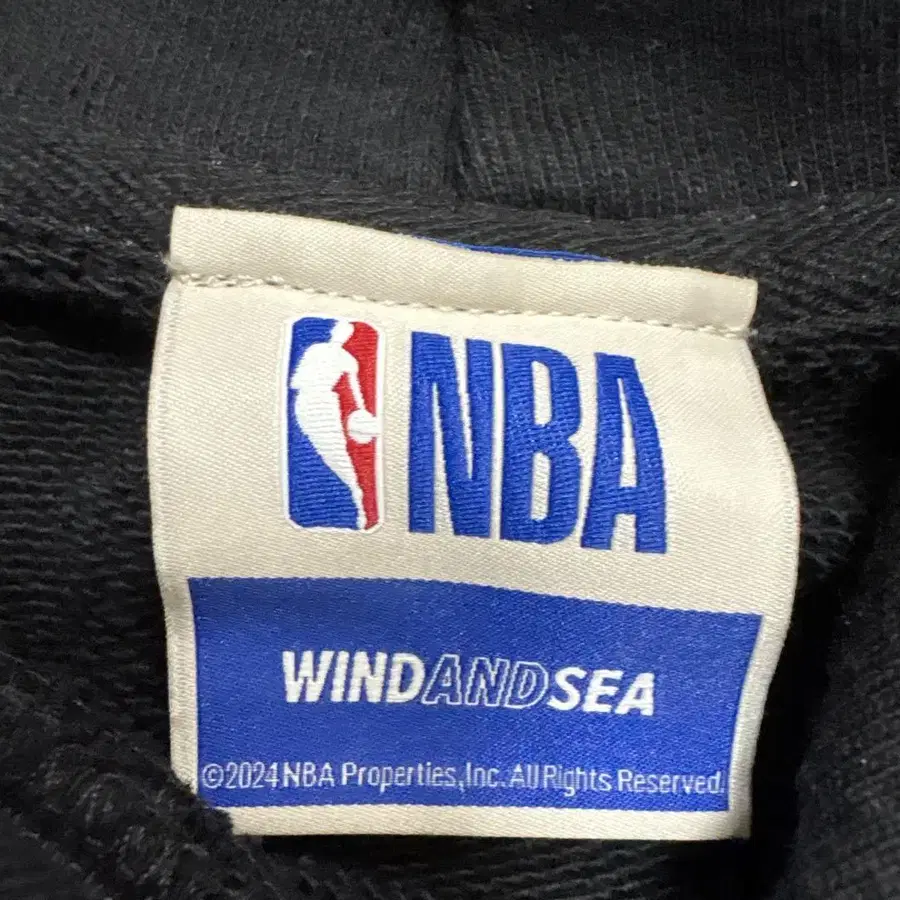 NBA
WINDANDSEA
©2024 NBA Properties, Inc. All Rights Reserved.